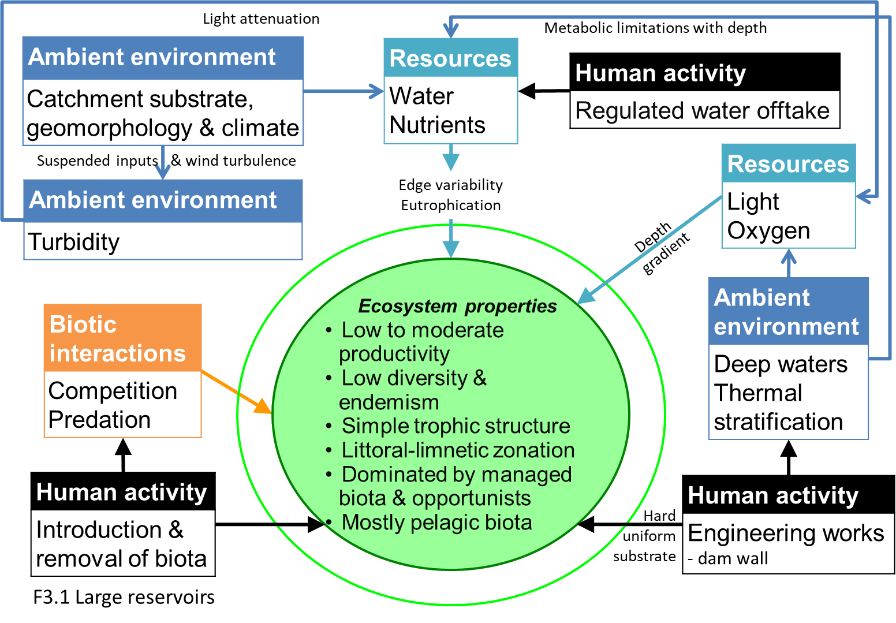 Light attenuation
Metabolic limitations with depth
Ambient environment
Catchment substrate,
geomorphology & climate
Resources
Water
Nutrients
Human activity
Regulated water offtake
Suspended inputs & wind turbulence
Ambient environment
Turbidity
Edge variability
Eutrophication
Resources
Light
Oxygen
Depth
gradient
Ambient
environment
Deep waters
Thermal
stratification
Biotic
interactions
Competition
Predation
Ecosystem properties
• Low to moderate
productivity
• Low diversity &
endemism
• Simple trophic structure
• Littoral-limnetic zonation
• Dominated by managed
biota & opportunists
• Mostly pelagic biota
Human activity
Introduction &
removal of biota
Hard
uniform
substrate
Human activity
Engineering works
- dam wall
F3.1 Large reservoirs